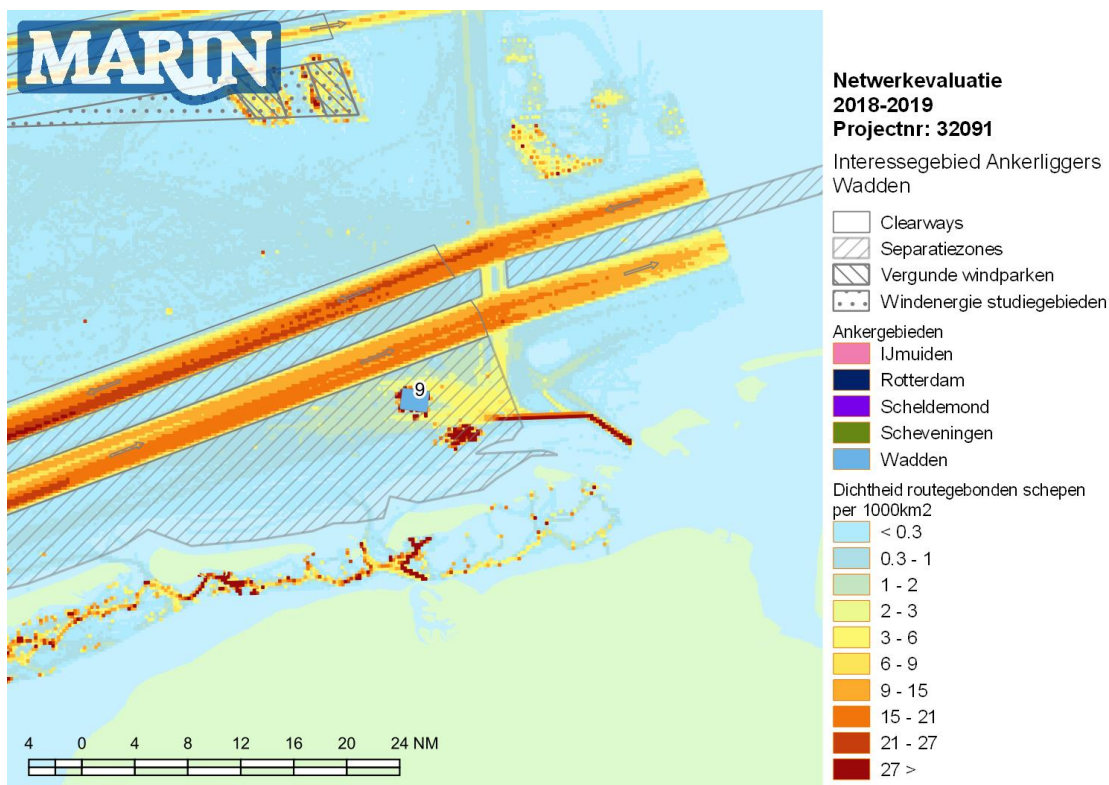 MARIN
9
4 0 4 8 12 16 20 24 NM
Netwerkevaluatie
2018-2019
Projectnr: 32091
Interessegebied Ankerliggers
Wadden
Clearways
Separatiezones
Vergunde windparken
Windenergie studiegebieden
Ankergebieden
IJmuiden
Rotterdam
Scheldemond
Scheveningen
Wadden
Dichtheid routegebonden schepen
per 1000km2
< 0.3
0.3 - 1
1 - 2
2 - 3
3 - 6
6 - 9
9 - 15
15 - 21
21 - 27
27 >